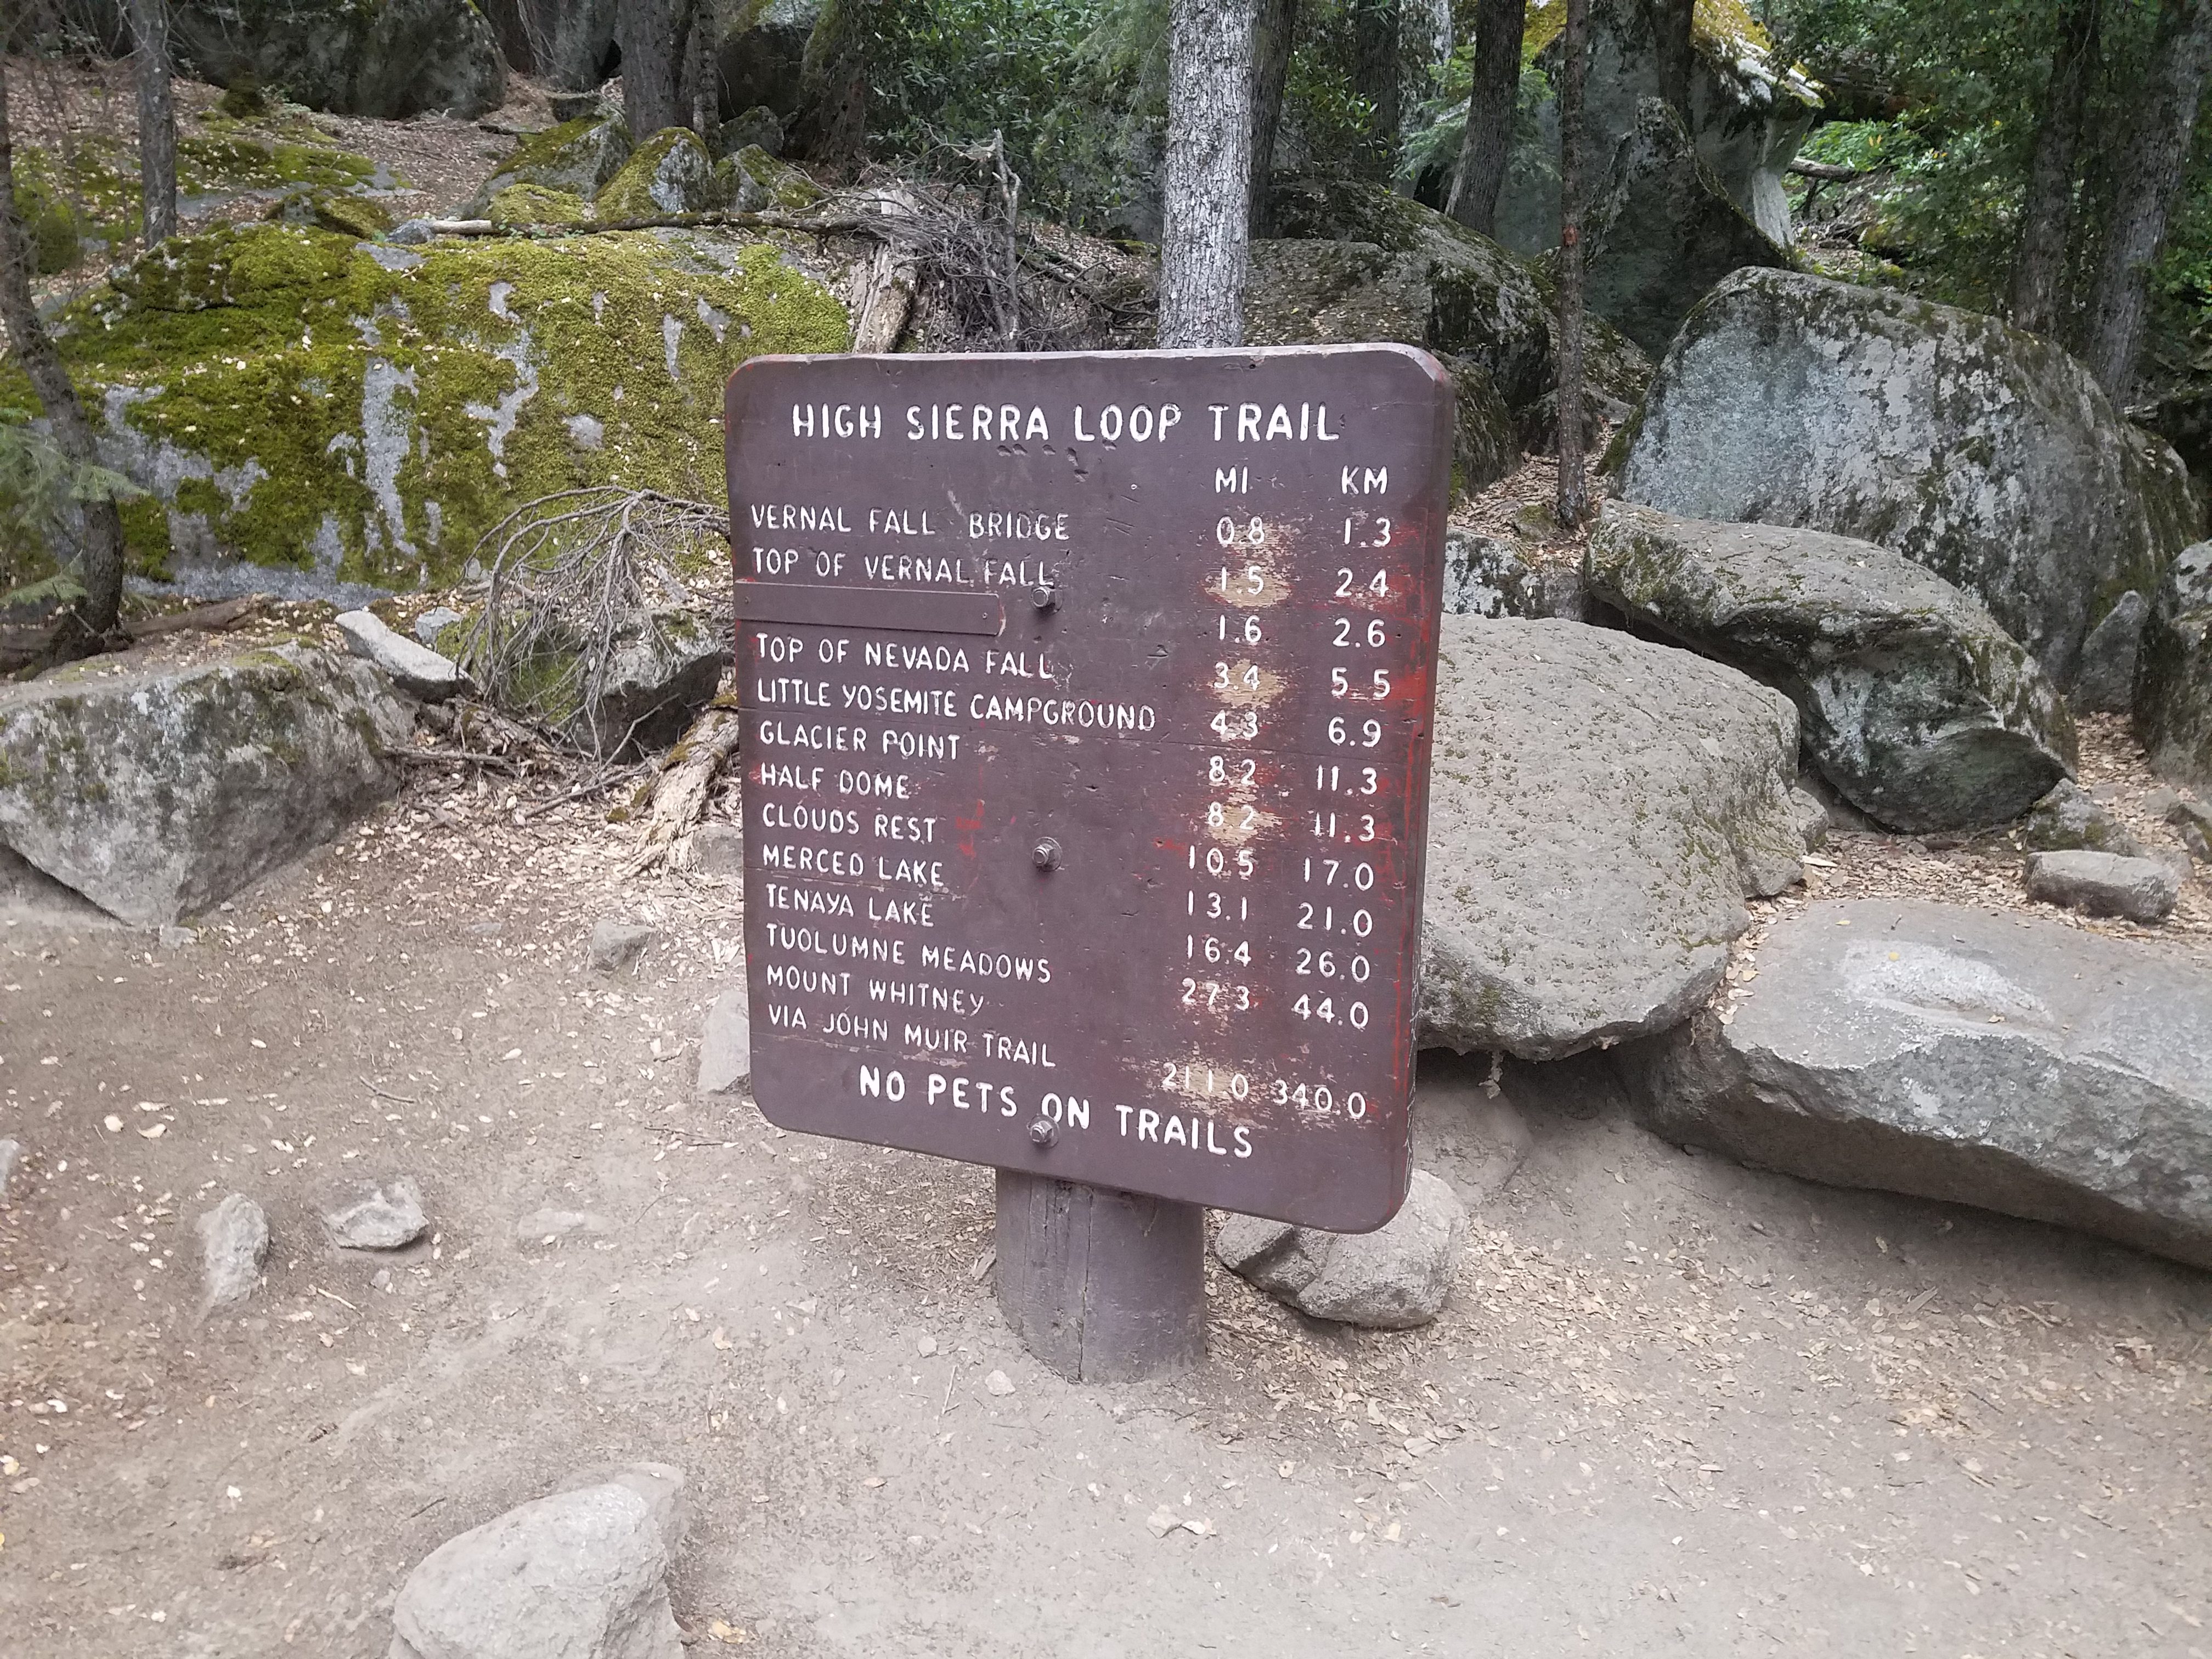 HIGH SIERRA LOOP TRAIL
MI KM
VERNAL FALL BRIDGE 0.8 1.3
TOP OF VERNAL FALL 1.5 2.4
1.6 2.6
TOP OF NEVADA FALL 3.4 5.5
LITTLE YOSEMITE CAMPGROUND 4.3 6.9
GLACIER POINT 8.2 11.3
HALF DOME 8.2 11.3
CLOUDS REST 10.5 17.0
MERCED LAKE 13.1 21.0
TENAYA LAKE 16.4 26.0
TUOLUMNE MEADOWS 27.3 44.0
MOUNT WHITNEY
VIA JOHN MUIR TRAIL 211.0 340.0
NO PETS ON TRAILS